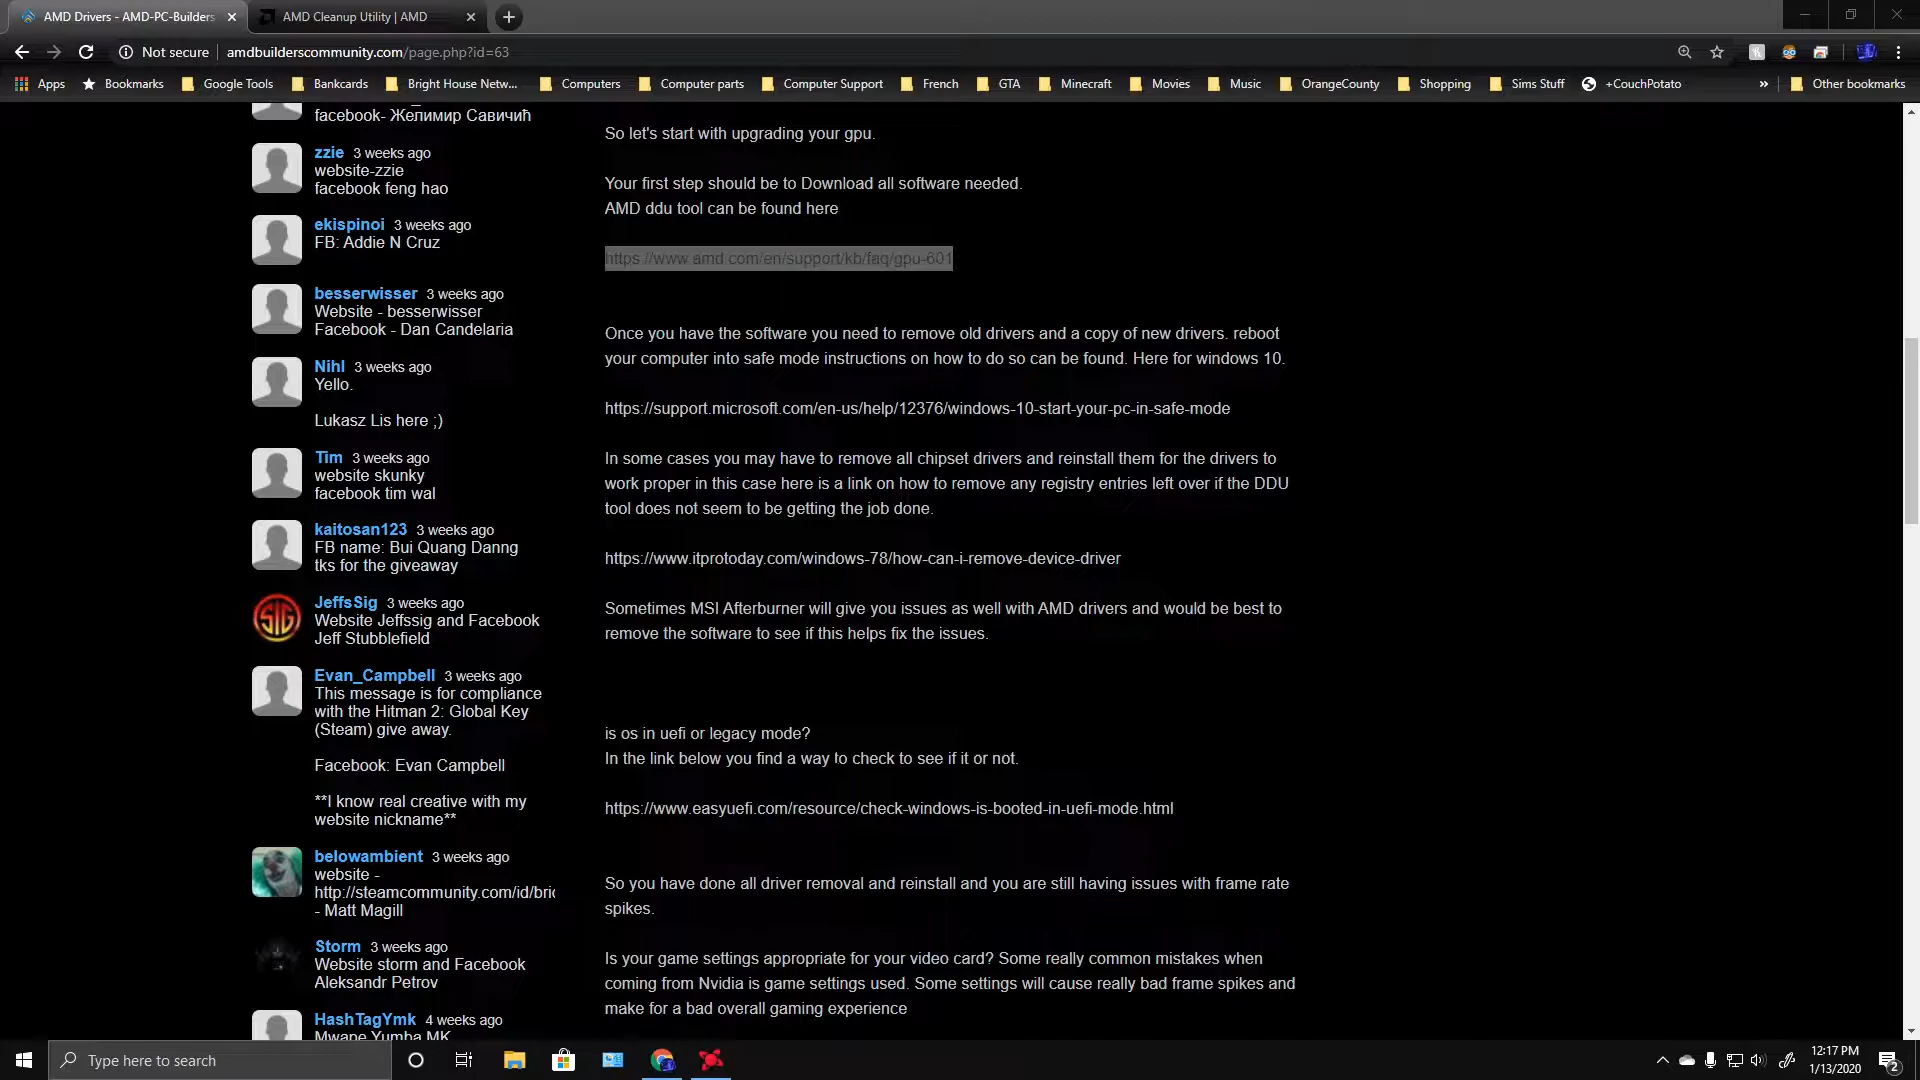 AMD Drivers - AMD-PC-Builders
AMD Cleanup Utility | AMD
Not secure
amdbuilderscommunity.com/page.php?id=63
Apps
Bookmarks
Google Tools
Bankcards
Bright House Netw...
Computers
Computer parts
Computer Support
French
GTA
Minecraft
Movies
Music
OrangeCounty
Shopping
Sims Stuff
+CouchPotato
»
Other bookmarks
facebook- Желимир Савичић
zzie 3 weeks ago
website-zzie
facebook feng hao
ekispinoi 3 weeks ago
FB: Addie N Cruz
besserwisser 3 weeks ago
Website - besserwisser
Facebook - Dan Candelaria
Nihl 3 weeks ago
Yello.
Lukasz Lis here ;)
Tim 3 weeks ago
website skunky
facebook tim wal
kaitosan123 3 weeks ago
FB name: Bui Quang Danng
tks for the giveaway
SIG
JeffsSig 3 weeks ago
Website Jeffssig and Facebook
Jeff Stubblefield
Evan_Campbell 3 weeks ago
This message is for compliance
with the Hitman 2: Global Key
(Steam) give away.
Facebook: Evan Campbell
**I know real creative with my
website nickname**
belowambient 3 weeks ago
website -
http://steamcommunity.com/id/bric
- Matt Magill
Storm 3 weeks ago
Website storm and Facebook
Aleksandr Petrov
HashTagYmk 4 weeks ago
Mwape Yumba MK
So let's start with upgrading your gpu.
Your first step should be to Download all software needed.
AMD ddu tool can be found here
https://www.amd.com/en/support/kb/faq/gpu-601
Once you have the software you need to remove old drivers and a copy of new drivers. reboot
your computer into safe mode instructions on how to do so can be found. Here for windows 10.
https://support.microsoft.com/en-us/help/12376/windows-10-start-your-pc-in-safe-mode
In some cases you may have to remove all chipset drivers and reinstall them for the drivers to
work proper in this case here is a link on how to remove any registry entries left over if the DDU
tool does not seem to be getting the job done.
https://www.itprotoday.com/windows-78/how-can-i-remove-device-driver
Sometimes MSI Afterburner will give you issues as well with AMD drivers and would be best to
remove the software to see if this helps fix the issues.
is os in uefi or legacy mode?
In the link below you find a way to check to see if it or not.
https://www.easyuefi.com/resource/check-windows-is-booted-in-uefi-mode.html
So you have done all driver removal and reinstall and you are still having issues with frame rate
spikes.
Is your game settings appropriate for your video card? Some really common mistakes when
coming from Nvidia is game settings used. Some settings will cause really bad frame spikes and
make for a bad overall gaming experience
Type here to search
12:17 PM
1/13/2020
2